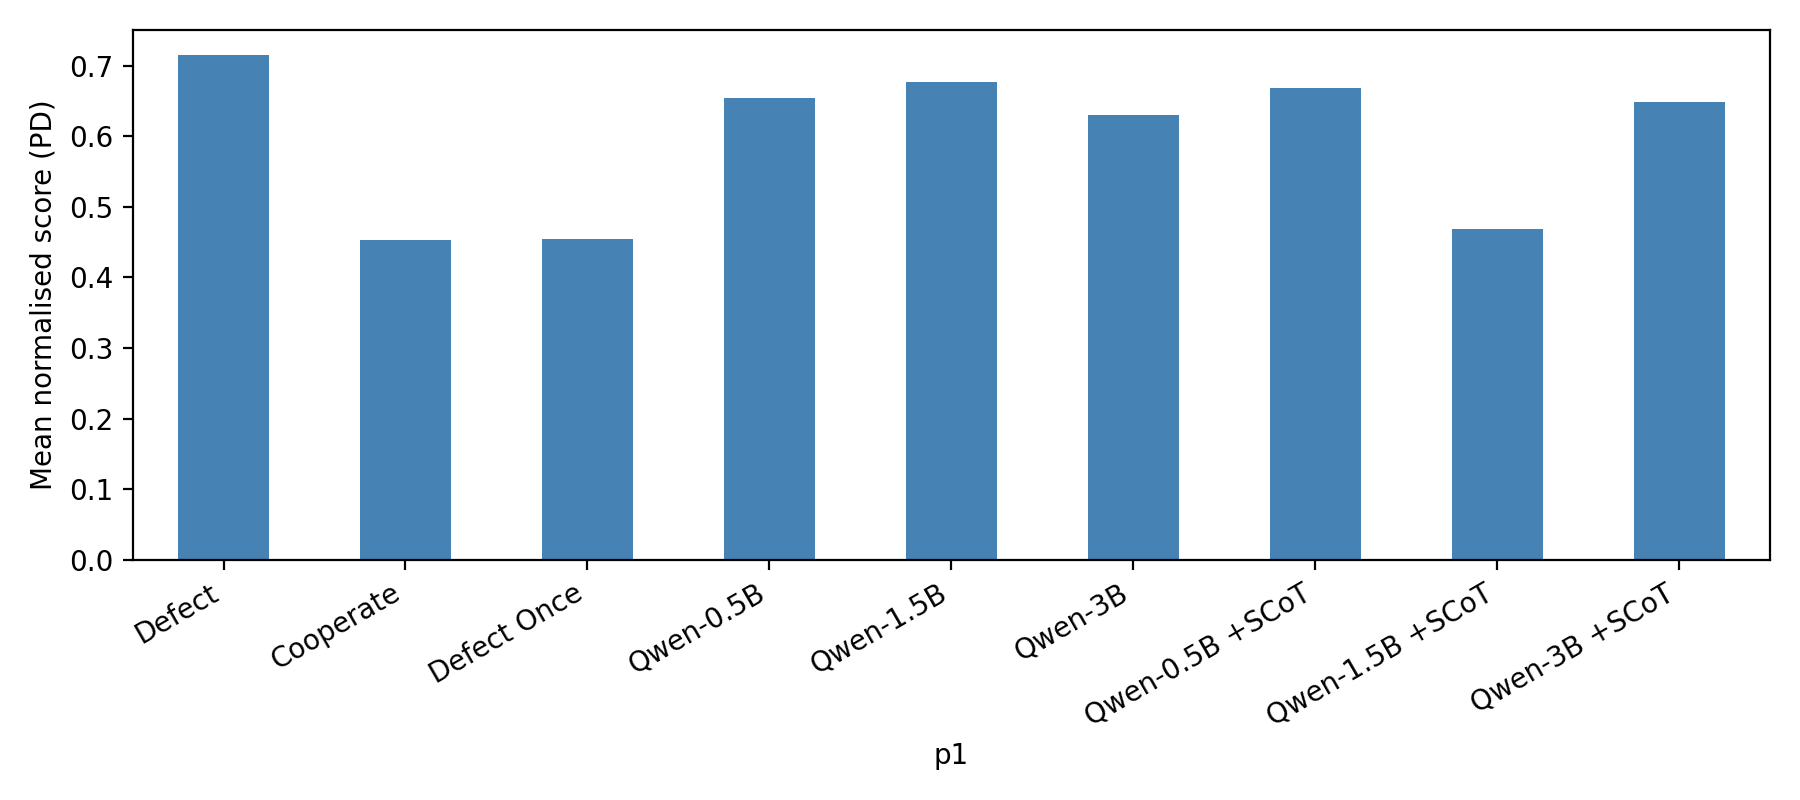 Mean normalised score (PD)
0.7
0.6
0.5
0.4
0.3
0.2
0.1
0.0
Defect
Cooperate
Defect Once
Qwen-0.5B
Qwen-1.5B
Qwen-3B
Qwen-0.5B +SCoT
Qwen-1.5B +SCoT
Qwen-3B +SCoT
p1